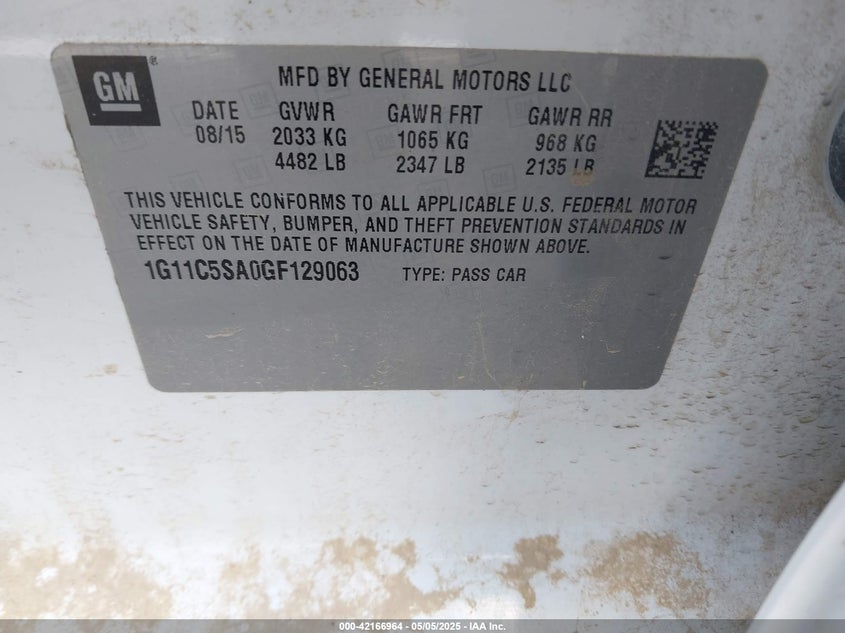 GM®
MFD BY GENERAL MOTORS LLC
DATE GVWR GAWR FRT GAWR RR
08/15 2033 KG 1065 KG 968 KG
4482 LB 2347 LB 2135 LB
THIS VEHICLE CONFORMS TO ALL APPLICABLE U.S. FEDERAL MOTOR
VEHICLE SAFETY, BUMPER, AND THEFT PREVENTION STANDARDS IN
EFFECT ON THE DATE OF MANUFACTURE SHOWN ABOVE.
1G11C5SA0GF129063 TYPE: PASS CAR
000-42166964 - 05/05/2025 - IAA Inc.